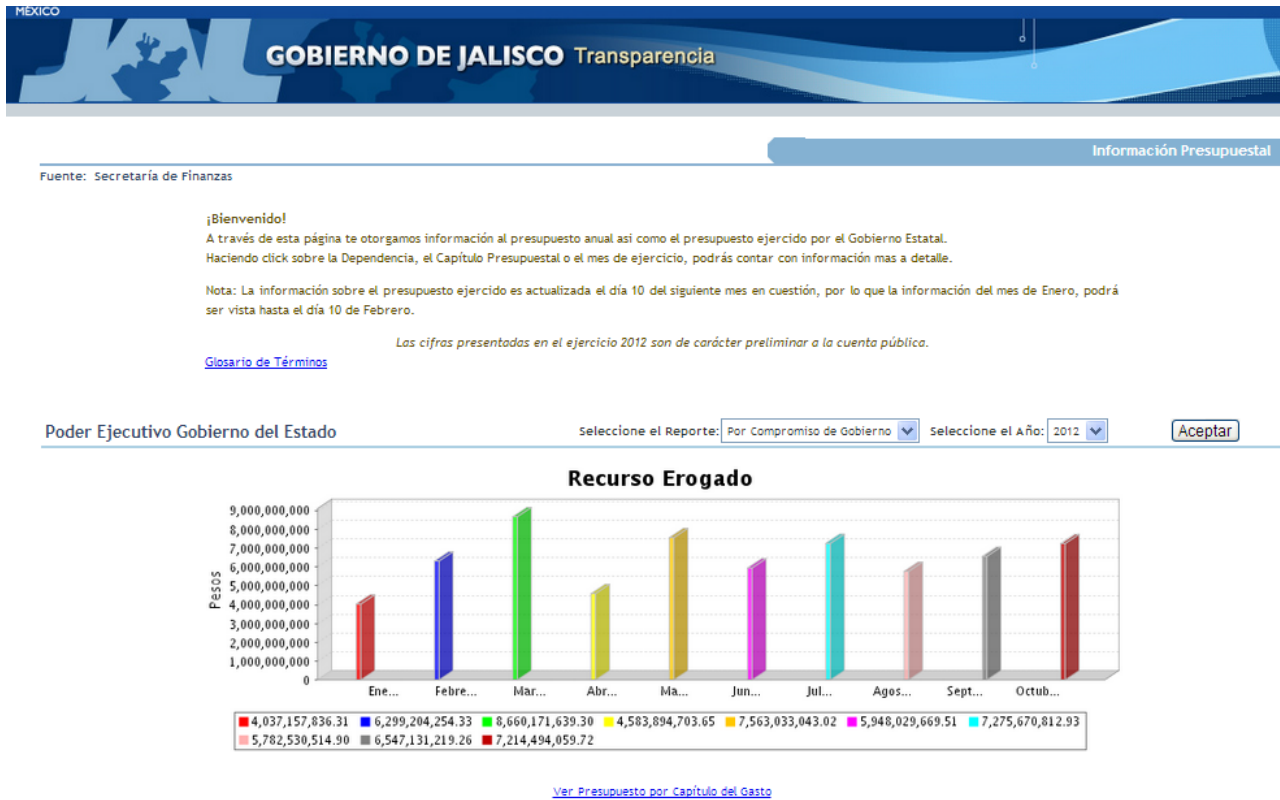 MÉXICO
GOBIERNO DE JALISCO Transparencia
Información Presupuestal
Fuente: Secretaría de Finanzas
¡Bienvenido!
A través de esta página te otorgamos información al presupuesto anual asi como el presupuesto ejercido por el Gobierno Estatal.
Haciendo click sobre la Dependencia, el Capítulo Presupuestal o el mes de ejercicio, podrás contar con información mas a detalle.
Nota: La información sobre el presupuesto ejercido es actualizada el día 10 del siguiente mes en cuestión, por lo que la información del mes de Enero, podrá
ser vista hasta el día 10 de Febrero.
Las cifras presentadas en el ejercicio 2012 son de carácter preliminar a la cuenta pública.
Glosario de Términos
Poder Ejecutivo Gobierno del Estado Seleccione el Reporte: Por Compromiso de Gobierno Seleccione el Año: 2012 Aceptar
Recurso Erogado
Pesos
9,000,000,000
8,000,000,000
7,000,000,000
6,000,000,000
5,000,000,000
4,000,000,000
3,000,000,000
2,000,000,000
1,000,000,000
0
Ene... Febre... Mar... Abr... Ma... Jun... Jul... Agos... Sept... Octub...
4,037,157,836.31 6,299,204,254.33 8,660,171,639.30 4,583,894,703.65 7,563,033,043.02 5,948,029,669.51 7,275,670,812.93
5,782,530,514.90 6,547,131,219.26 7,214,494,059.72
Ver Presupuesto por Capítulo del Gasto